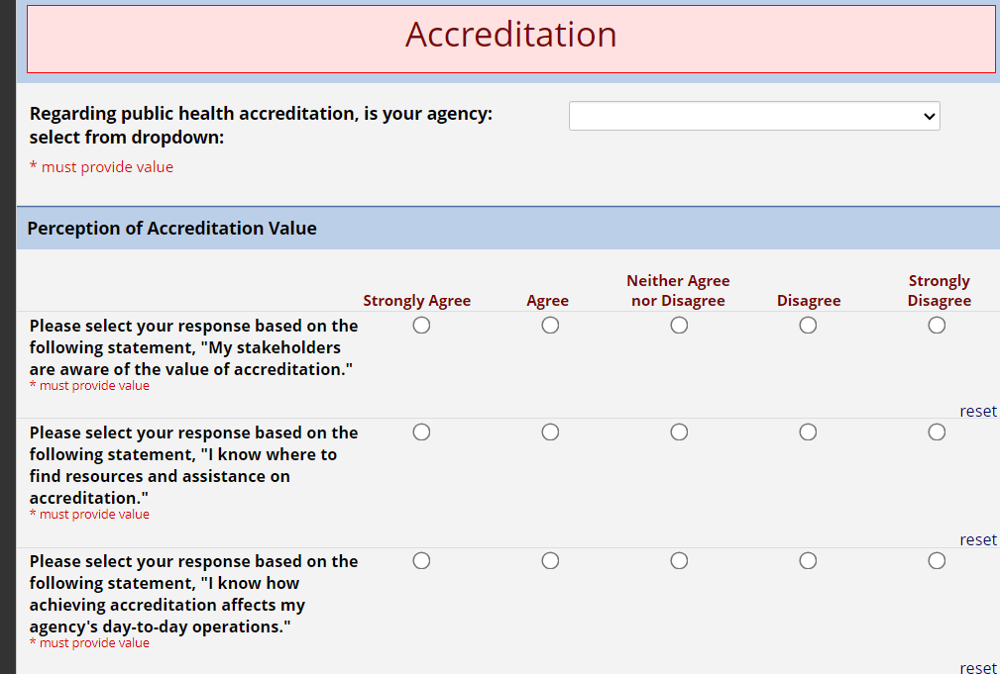 Accreditation
Regarding public health accreditation, is your agency:
select from dropdown:
* must provide value
Perception of Accreditation Value
Strongly Agree
Agree
Neither Agree
nor Disagree
Disagree
Strongly
Disagree
Please select your response based on the
following statement, "My stakeholders
are aware of the value of accreditation."
* must provide value
reset
Please select your response based on the
following statement, "I know where to
find resources and assistance on
accreditation."
* must provide value
reset
Please select your response based on the
following statement, "I know how
achieving accreditation affects my
agency's day-to-day operations."
* must provide value
reset